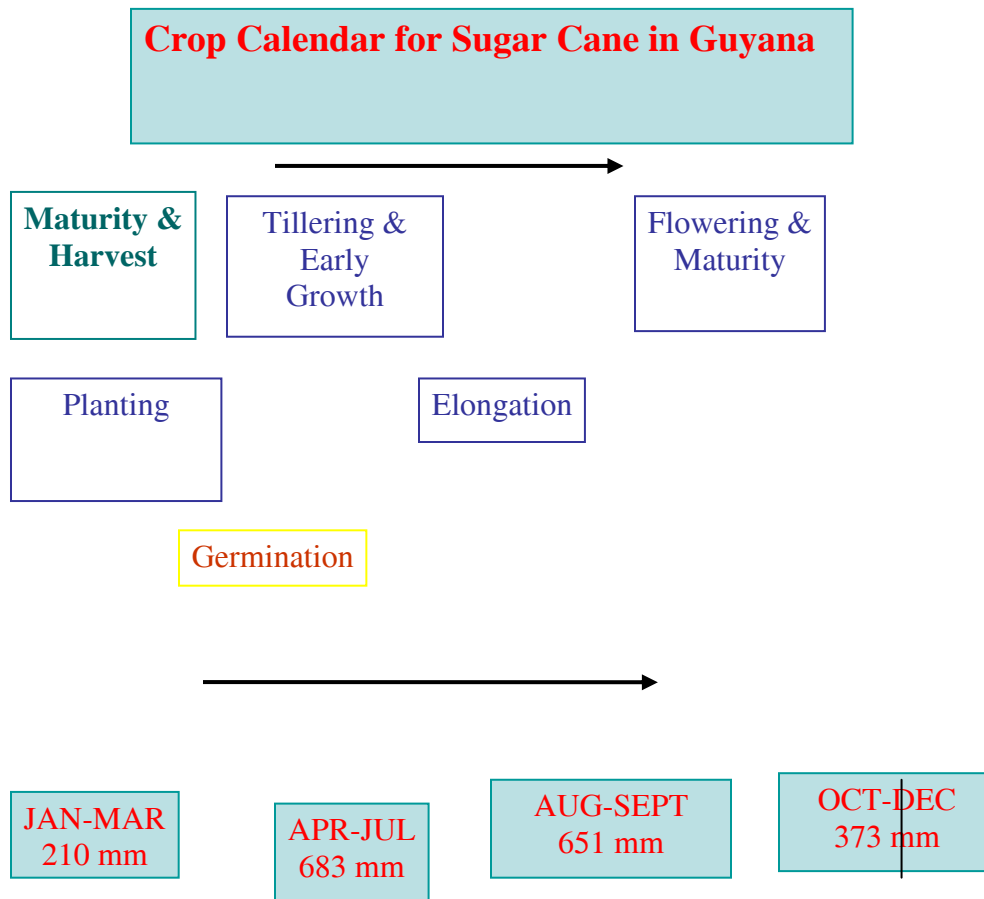 Crop Calendar for Sugar Cane in Guyana
Maturity &
Harvest
Tillering &
Early
Growth
Flowering &
Maturity
Planting
Elongation
Germination
JAN-MAR
210 mm
APR-JUL
683 mm
AUG-SEPT
651 mm
OCT-DEC
373 mm